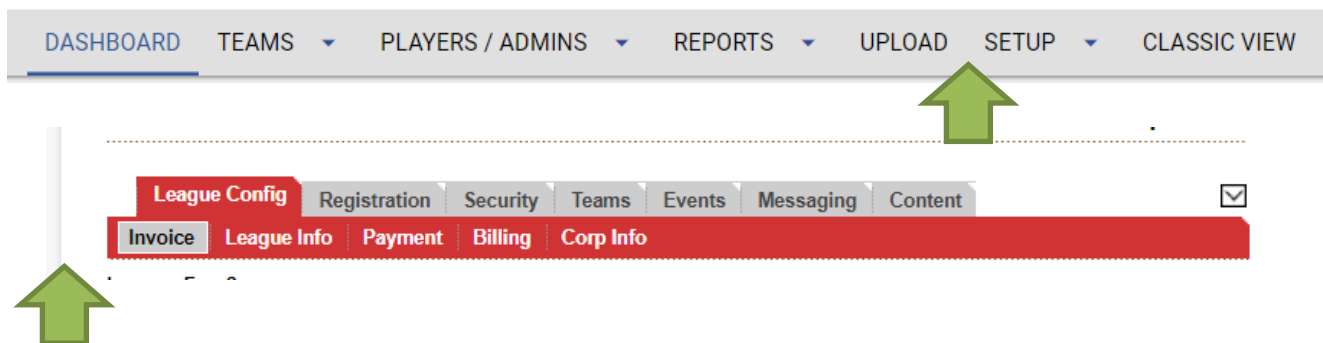 DASHBOARD TEAMS PLAYERS / ADMINS REPORTS UPLOAD SETUP CLASSIC VIEW
League Config Registration Security Teams Events Messaging Content
Invoice League Info Payment Billing Corp Info